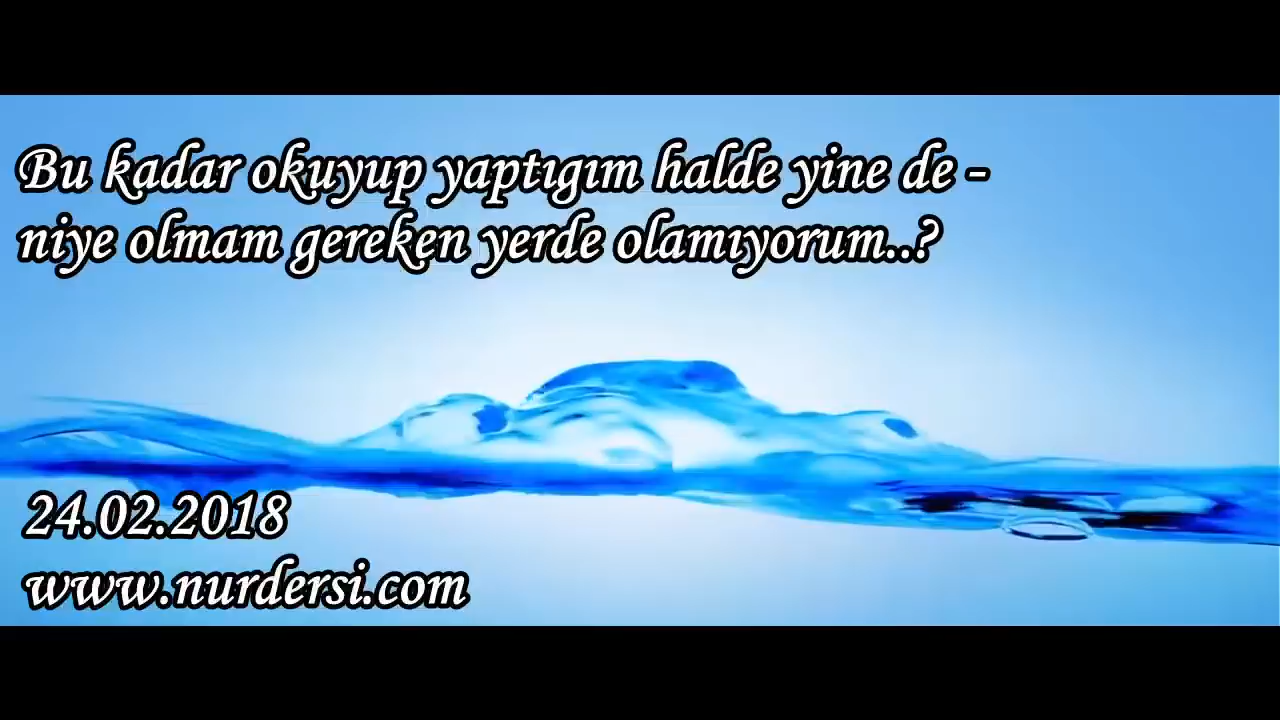 Bu kadar okuyup yaptıgım halde yine de -
niye olmam gereken yerde olamıyorum..?
24.02.2018
www.nurdersi.com